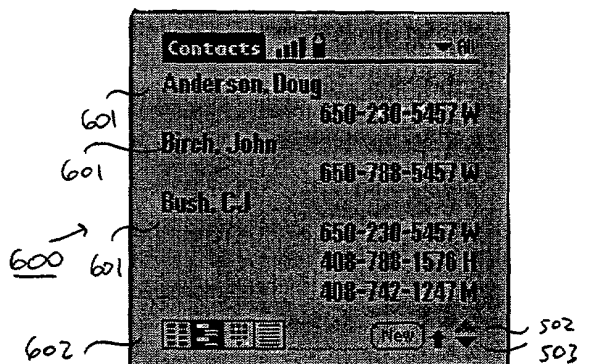 Contacts All
Anderson, Doug
601
650-230-5457 W
601
Birch, John
650-788-5457 W
Bush, CJ
650-230-5457 W
600 601
408-788-1576 H
408-742-1247 M
602 New 502
503